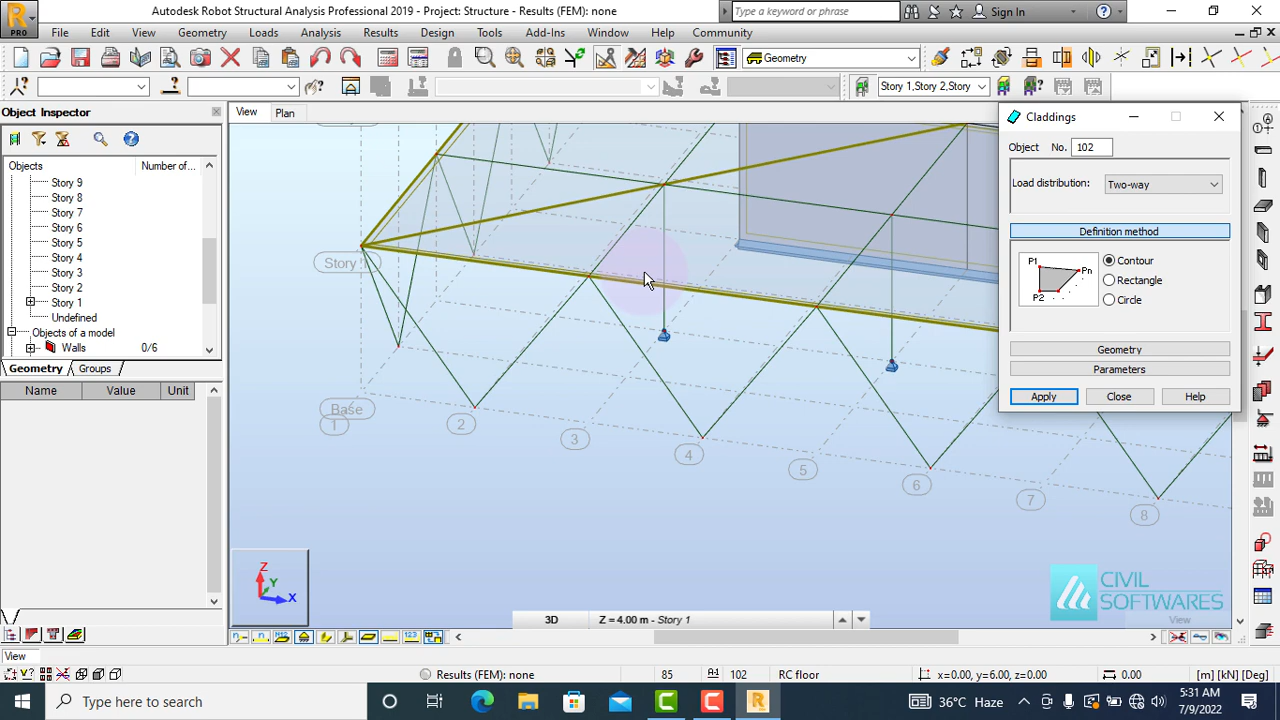 PRO
Autodesk Robot Structural Analysis Professional 2019 - Project: Structure - Results (FEM): none
Type a keyword or phrase
Sign In
File Edit View Geometry Loads Analysis Results Design Tools Add-Ins Window Help Community
Geometry
Story 1,Story 2,Story
Object Inspector
View
Plan
Objects
Number of...
Story 9
Story 8
Story 7
Story 6
Story 5
Story 4
Story 3
Story 2
Story 1
Undefined
Objects of a model
Walls 0/6
Geometry
Groups
Name Value Unit
Story 1
Base
1
2
3
4
5
6
7
8
Z
Y
X
3D
Z = 4.00 m - Story 1
Claddings
Object No. 102
Load distribution: Two-way
Definition method
P1
Pn
P2
Contour
Rectangle
Circle
Geometry
Parameters
Apply
Close
Help
CIVIL
SOFTWARES
View
View
Results (FEM): none
85
102
RC floor
x=0.00, y=6.00, z=0.00
0.00
[m] [kN] [Deg]
Type here to search
36°C Haze
5:31 AM
7/9/2022